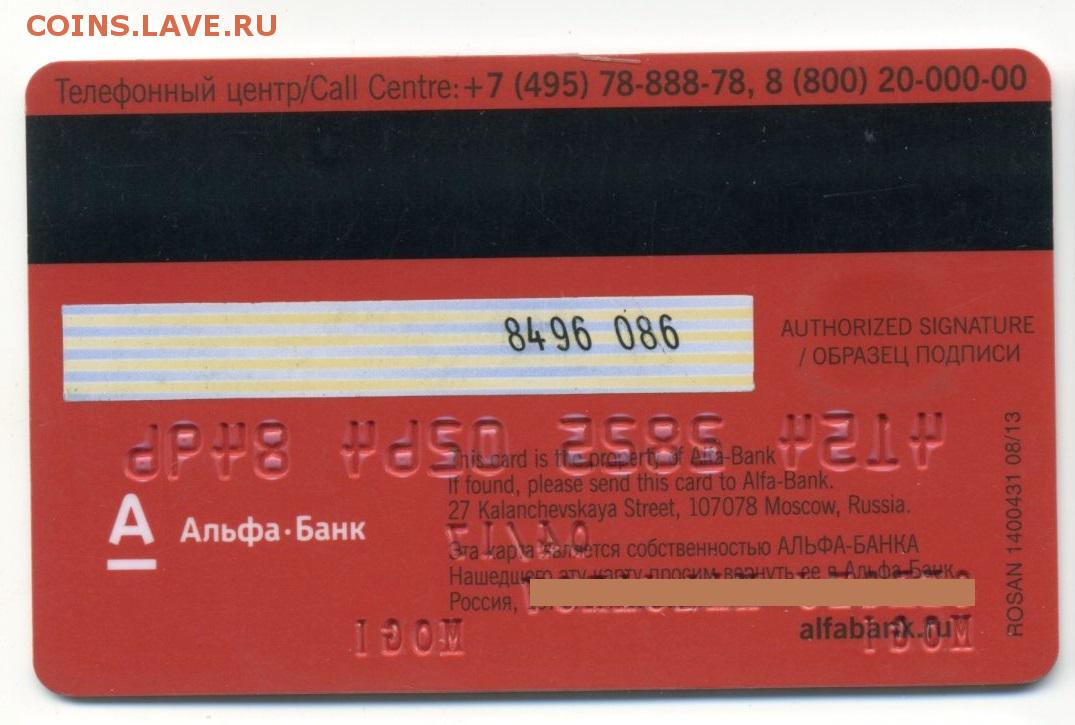 COINS.LAVE.RU
Телефонный центр/Call Centre:+7 (495) 78-888-78, 8 (800) 20-000-00
8496 086
AUTHORIZED SIGNATURE
/ ОБРАЗЕЦ ПОДПИСИ
This card is the property of Alfa-Bank
If found, please send this card to Alfa-Bank.
27 Kalanchevskaya Street, 107078 Moscow, Russia.
А Альфа·Банк
Эта карта является собственностью АЛЬФА-БАНКА
Нашедшего эту карту просим вернуть ее в Альфа-Банк
Россия,
alfabank.ru
ROSAN 1400431 08/13